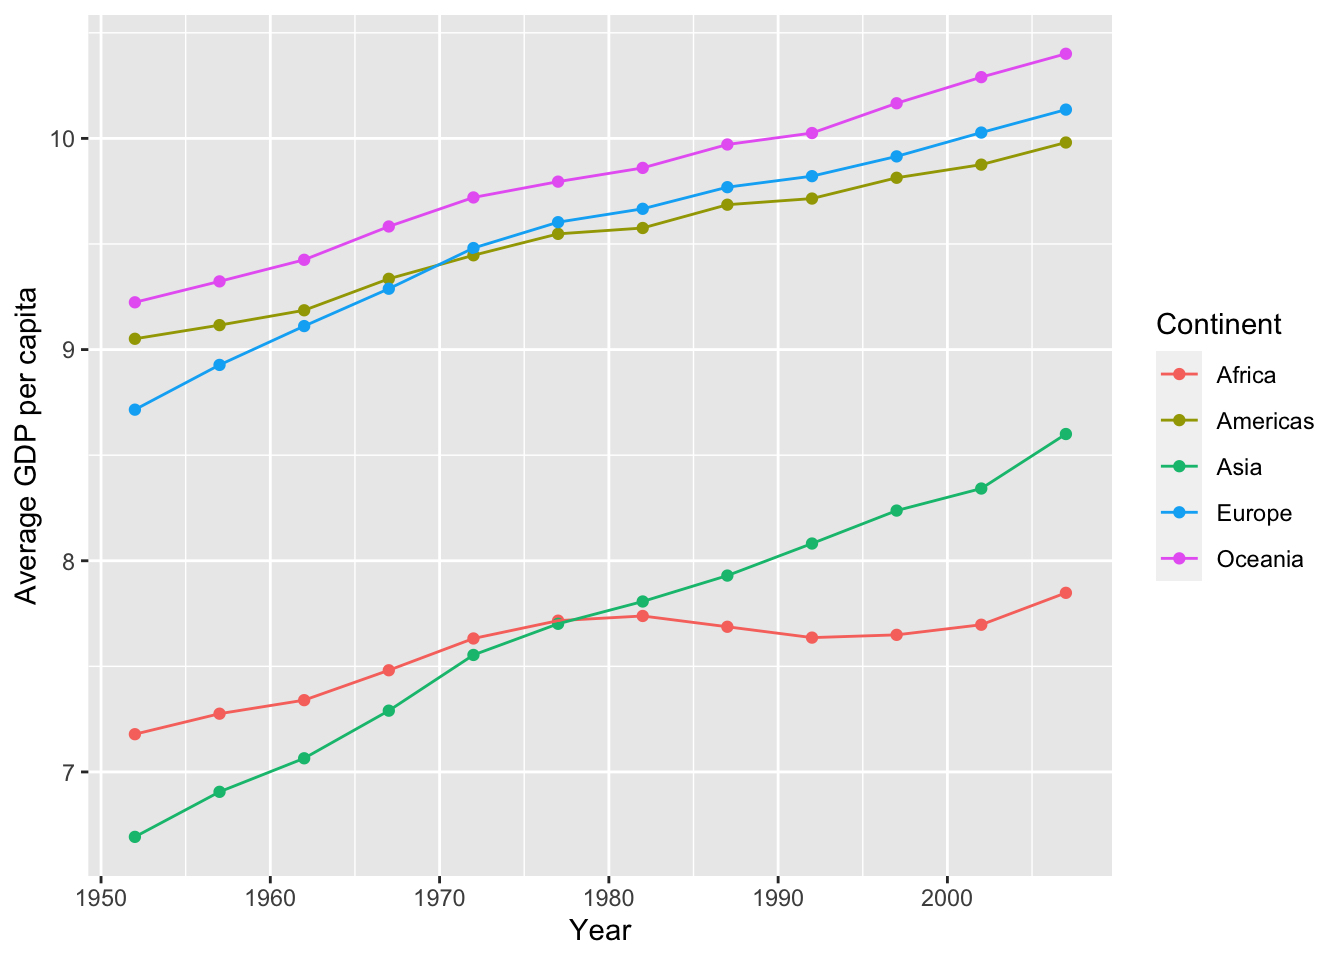 Average GDP per capita
10
9
8
7
1950
1960
1970
1980
1990
2000
Year
Continent
Africa
Americas
Asia
Europe
Oceania